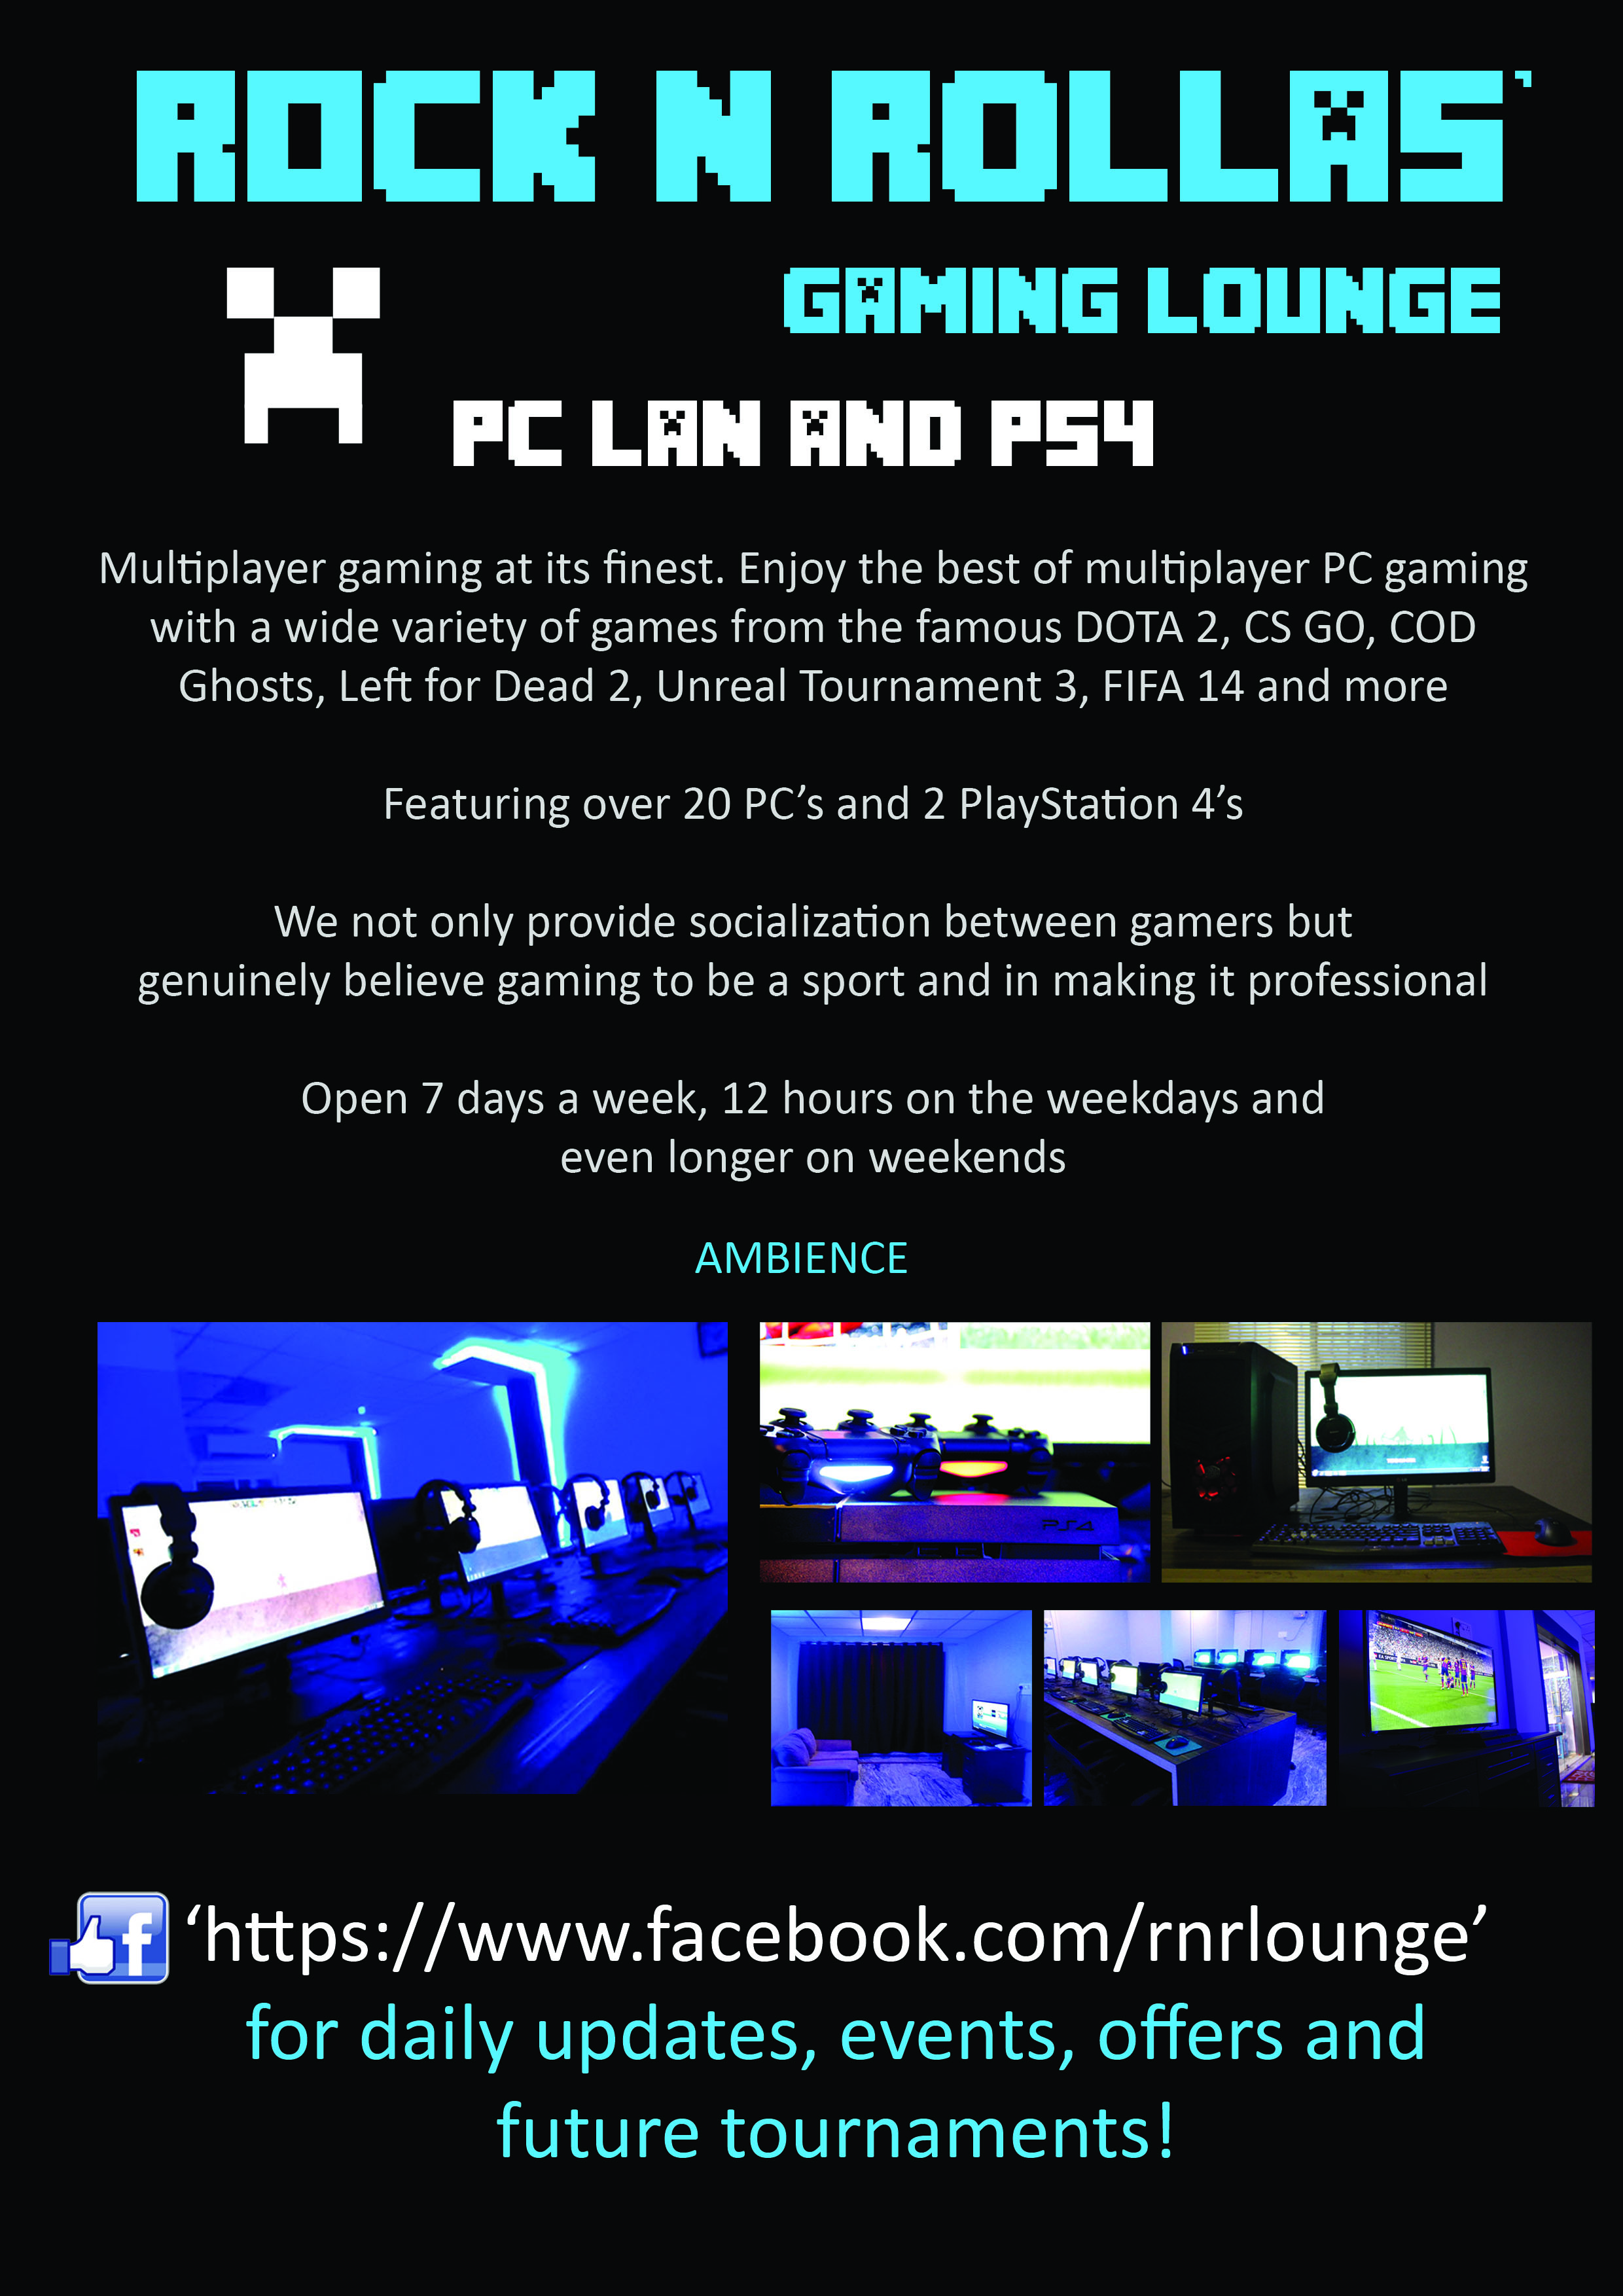 ROCK N ROLLAS'
GAMING LOUNGE
PC LAN AND PS4
Multiplayer gaming at its finest. Enjoy the best of multiplayer PC gaming
with a wide variety of games from the famous DOTA 2, CS GO, COD
Ghosts, Left for Dead 2, Unreal Tournament 3, FIFA 14 and more
Featuring over 20 PC’s and 2 PlayStation 4’s
We not only provide socialization between gamers but
genuinely believe gaming to be a sport and in making it professional
Open 7 days a week, 12 hours on the weekdays and
even longer on weekends
AMBIENCE
PS4
f ‘https://www.facebook.com/rnrlounge’
for daily updates, events, offers and
future tournaments!